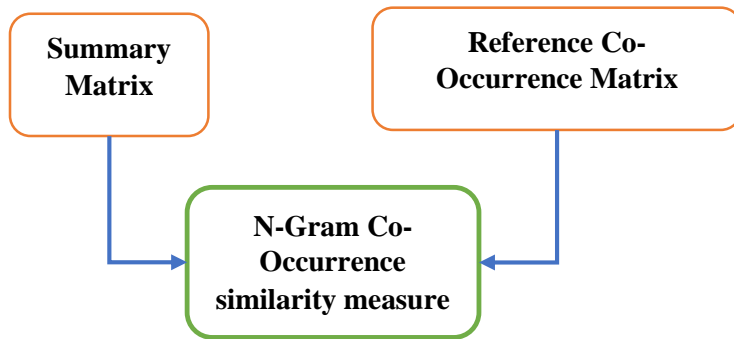 Summary
Matrix
Reference Co-
Occurrence Matrix
N-Gram Co-
Occurrence
similarity measure